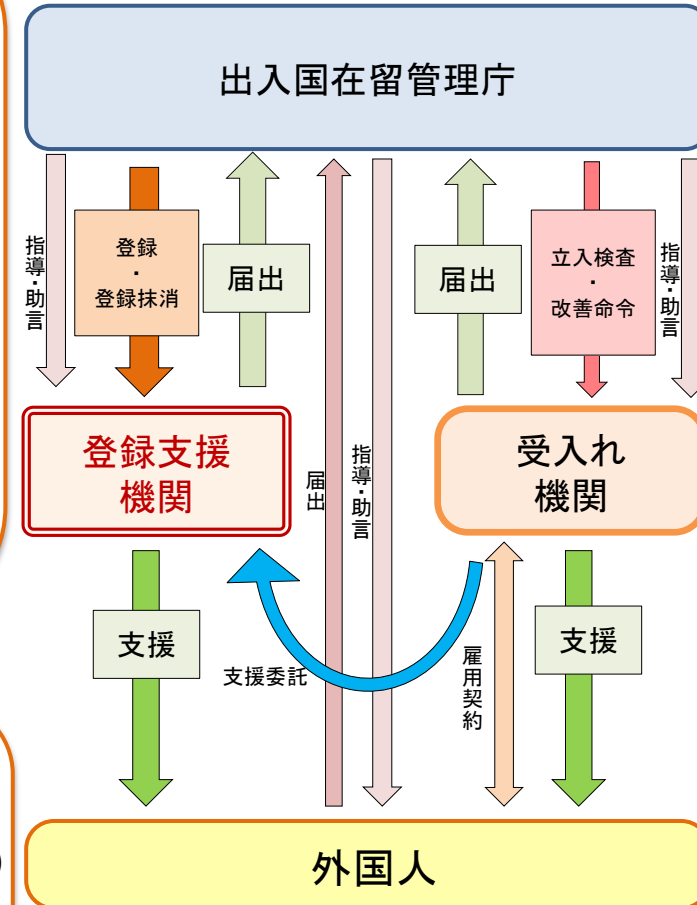 出入国在留管理庁
指導・助言
登録
・
登録抹消
届出
届出
立入検査
・
改善命令
指導・助言
登録支援
機関
届出
指導・助言
受入れ
機関
支援
支援委託
雇用契約
支援
外国人